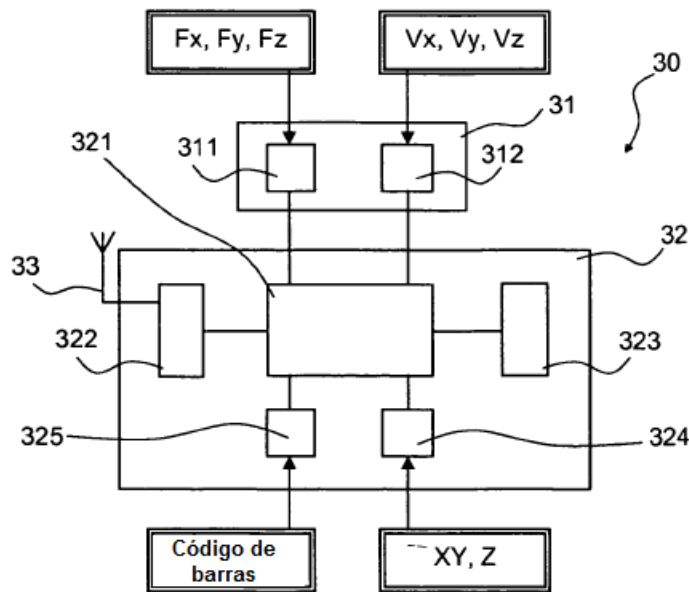 Fx, Fy, Fz
Vx, Vy, Vz
30
31
321
311
312
32
33
322
323
325
324
Código de
barras
XY, Z